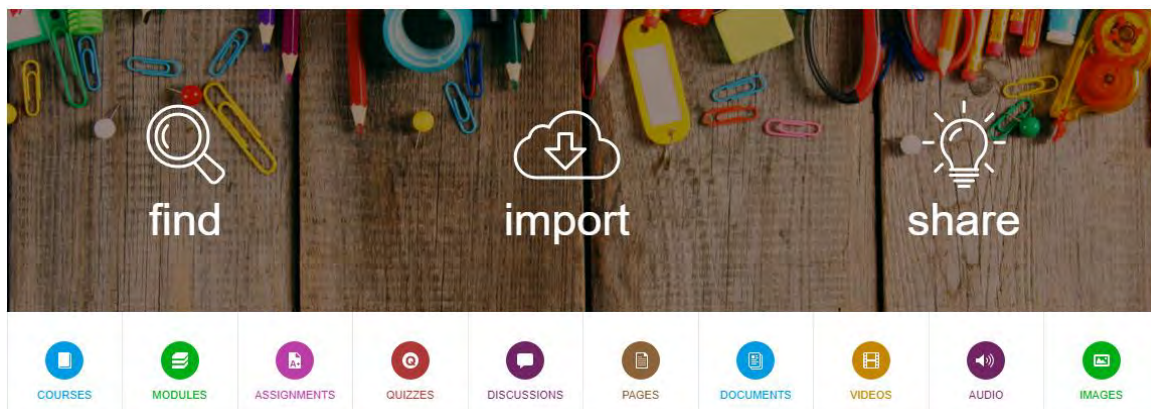 find import share
COURSES MODULES ASSIGNMENTS QUIZZES DISCUSSIONS PAGES DOCUMENTS VIDEOS AUDIO IMAGES